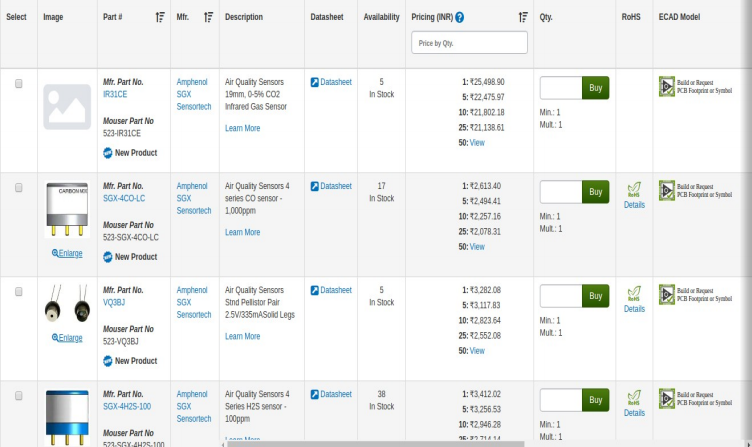 Select Image Part # Mfr. Description Datasheet Availability Pricing (INR) Qty. RoHS ECAD Model
Price by Qty.
Mfr. Part No.
IR31CE
Mouser Part No
523-IR31CE
New Product
Amphenol
SGX
Sensortech
Air Quality Sensors
19mm, 0-5% CO2
Infrared Gas Sensor
Learn More
Datasheet
5
In Stock
1: ₹25,498.90
5: ₹22,475.97
10: ₹21,802.18
25: ₹21,138.61
50: View
Buy
Min.: 1
Mult.: 1
Build or Request
PCB Footprint or Symbol
CARBON MO
Enlarge
Mfr. Part No.
SGX-4CO-LC
Mouser Part No
523-SGX-4CO-LC
New Product
Amphenol
SGX
Sensortech
Air Quality Sensors 4
series CO sensor -
1,000ppm
Learn More
Datasheet
17
In Stock
1: ₹2,613.40
5: ₹2,494.41
10: ₹2,257.16
25: ₹2,078.31
50: View
Buy
Min.: 1
Mult.: 1
RoHS
Details
Build or Request
PCB Footprint or Symbol
Enlarge
Mfr. Part No.
VQ3BJ
Mouser Part No
523-VQ3BJ
New Product
Amphenol
SGX
Sensortech
Air Quality Sensors
Stnd Pellistor Pair
2.5V/335mASolid Legs
Learn More
Datasheet
5
In Stock
1: ₹3,282.08
5: ₹3,117.83
10: ₹2,823.64
25: ₹2,552.08
50: View
Buy
Min.: 1
Mult.: 1
RoHS
Details
Build or Request
PCB Footprint or Symbol
Mfr. Part No.
SGX-4H2S-100
Mouser Part No
523-SGX-4H2S-100
Amphenol
SGX
Sensortech
Air Quality Sensors 4
Series H2S sensor -
100ppm
Learn More
Datasheet
38
In Stock
1: ₹3,412.02
5: ₹3,256.53
10: ₹2,946.28
25: ₹2,714.14
Buy
Min.: 1
Mult.: 1
RoHS
Details
Build or Request
PCB Footprint or Symbol